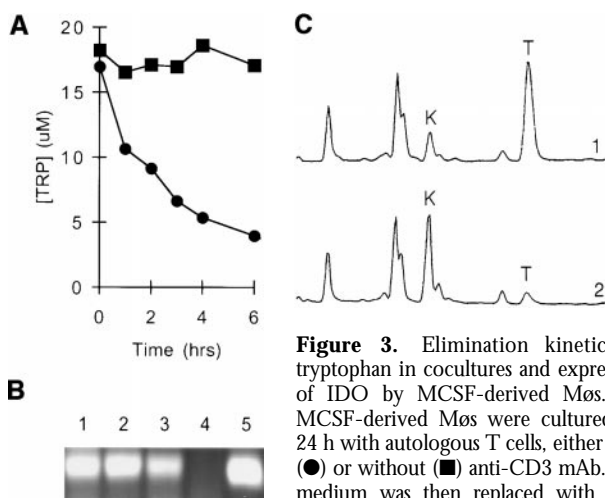 A
20
15
10
5
0
[TRP] (uM)
0 2 4 6
Time (hrs)
B
1 2 3 4 5
C
K
T
1
K
T
2
Figure 3. Elimination kinetic
tryptophan in cocultures and expre
of IDO by MCSF-derived Møs.
MCSF-derived Møs were cultured
24 h with autologous T cells, either
(●) or without (■) anti-CD3 mAb.
medium was then replaced with